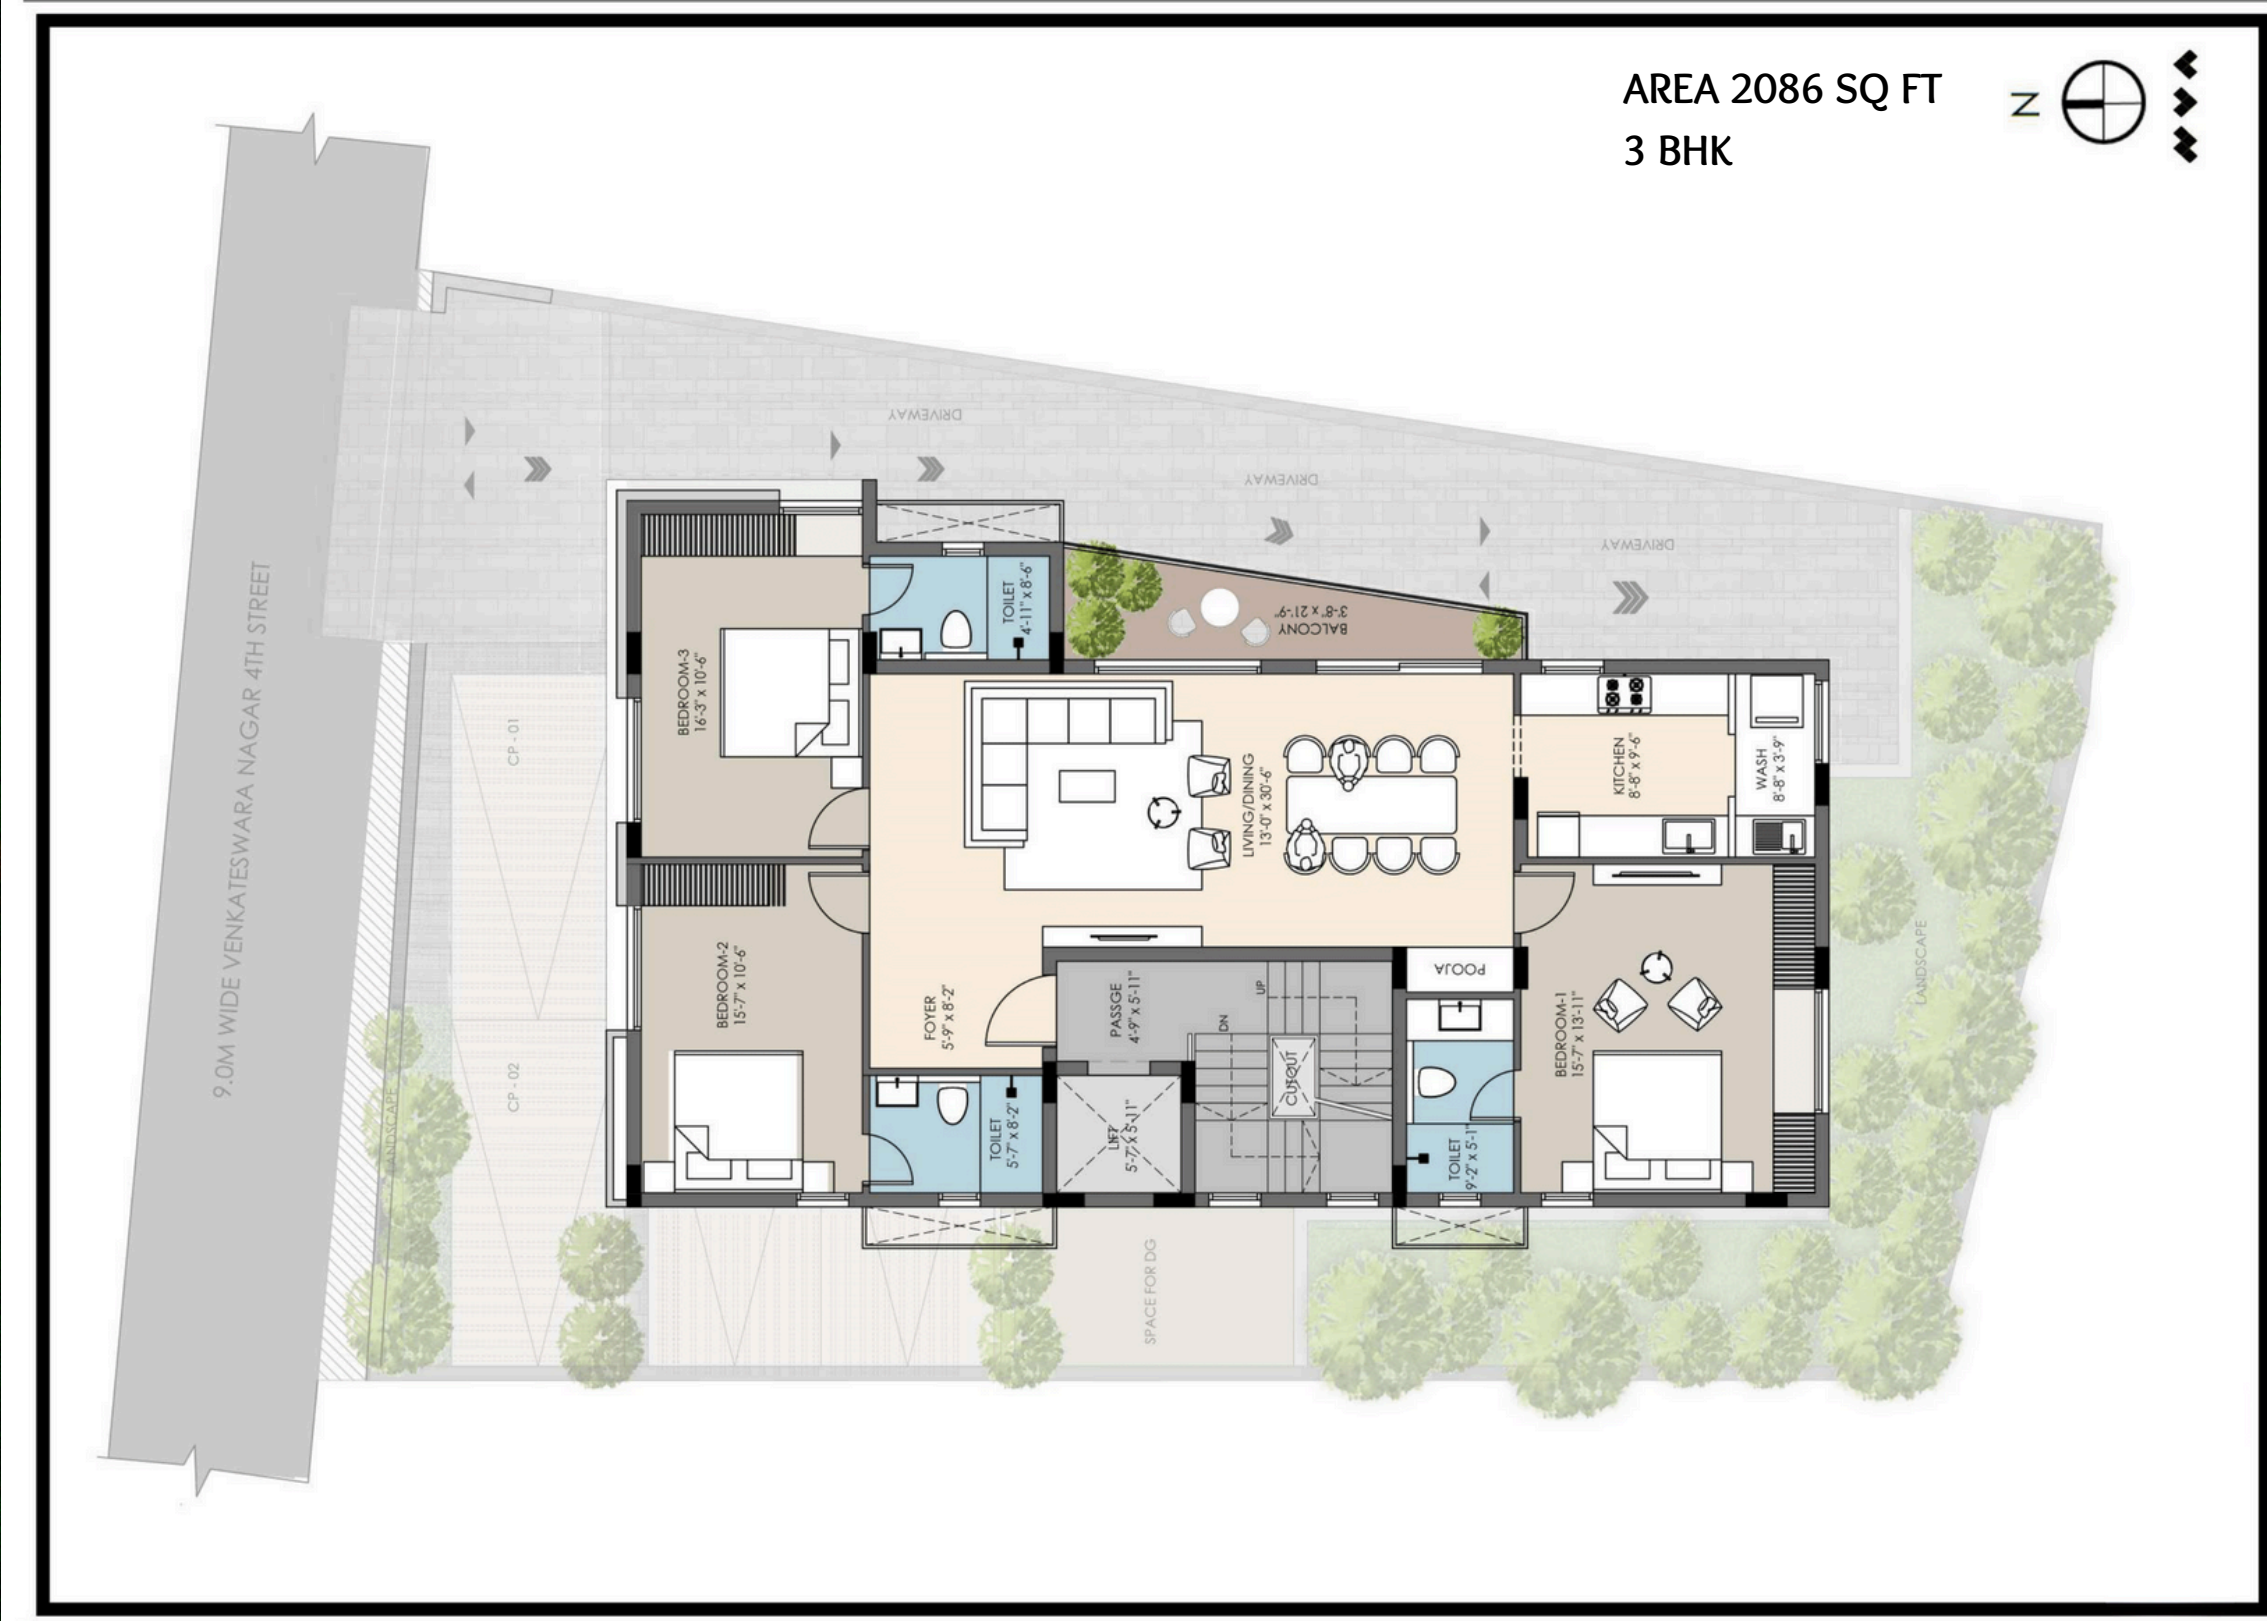 AREA 2086 SQ FT
3 BHK
N
9.0M WIDE VENKATESWARA NAGAR 4TH STREET
DRIVEWAY
DRIVEWAY
DRIVEWAY
CP - 01
CP - 02
LANDSCAPE
BEDROOM-3
16'-3" x 10'-6"
TOILET
4'-11" x 8'-6"
BALCONY
3'-8" x 21'-9"
LIVING/DINING
13'-0" x 30'-6"
KITCHEN
8'-8" x 9'-6"
WASH
8'-8" x 3'-9"
BEDROOM-2
15'-7" x 10'-6"
FOYER
5'-9" x 8'-2"
PASSGE
4'-9" x 5'-11"
UP
DN
CUTOUT
POOJA
BEDROOM-1
15'-7" x 13'-11"
TOILET
5'-7" x 8'-2"
LIFT
5'-7" x 5'-11"
TOILET
9'-2" x 5'-1"
SPACE FOR DG
LANDSCAPE